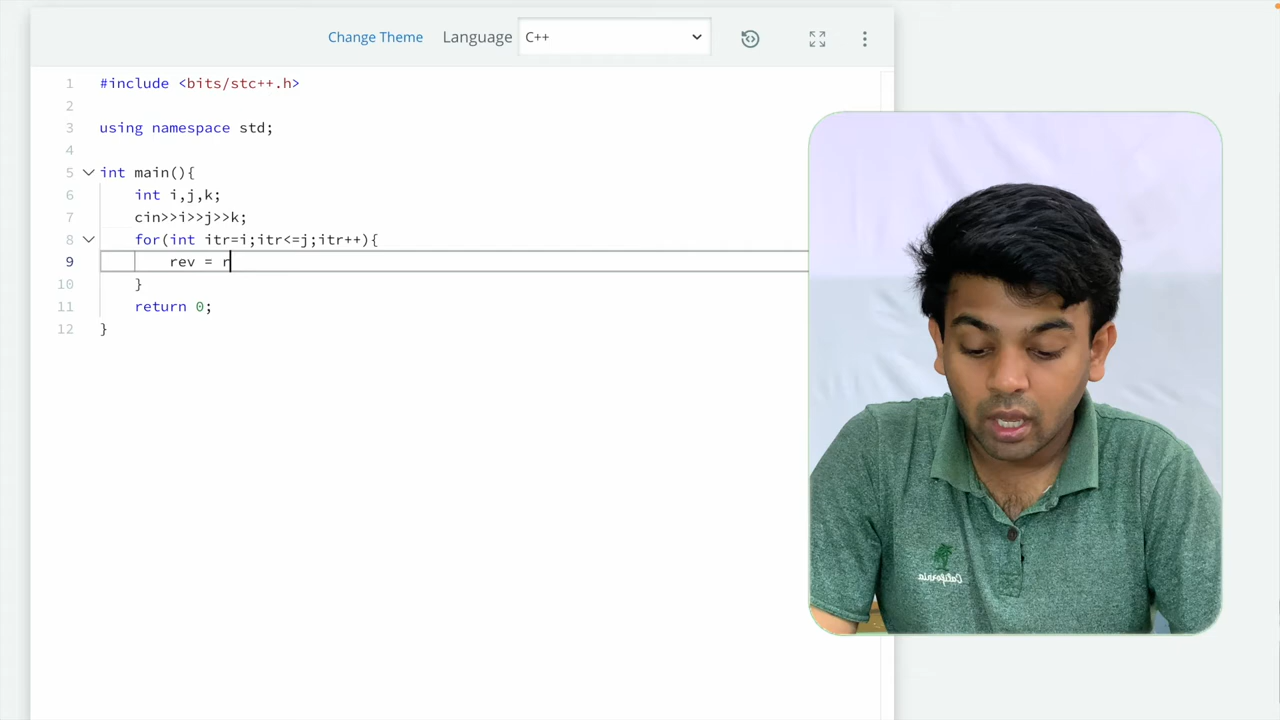 Change Theme Language C++
1 #include <bits/stc++.h>
2
3 using namespace std;
4
5 int main(){
6 int i,j,k;
7 cin>>i>>j>>k;
8 for(int itr=i;itr<=j;itr++){
9 rev = r
10 }
11 return 0;
12 }
California